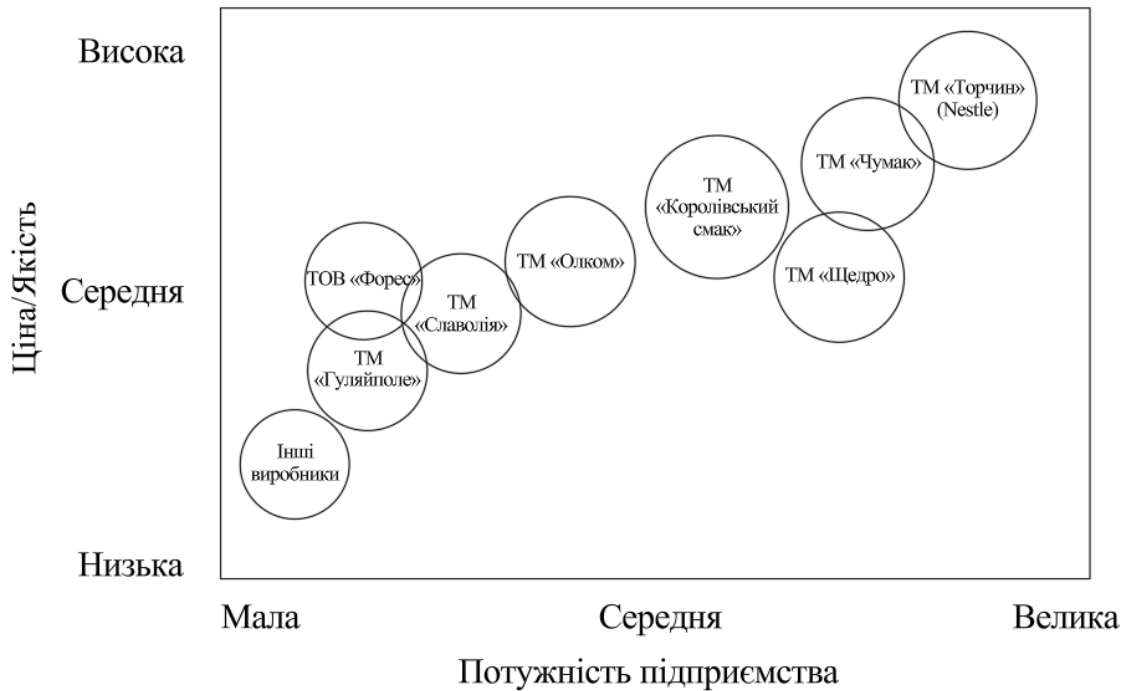 Висока
Середня
Низька
Ціна/Якість
ТМ «Торчин»
(Nestle)
ТМ «Чумак»
ТМ
«Королівський
смак»
ТМ «Щедро»
ТМ «Олком»
ТОВ «Форес»
ТМ
«Славолія»
ТМ
«Гуляйполе»
Інші
виробники
Мала
Середня
Велика
Потужність підприємства